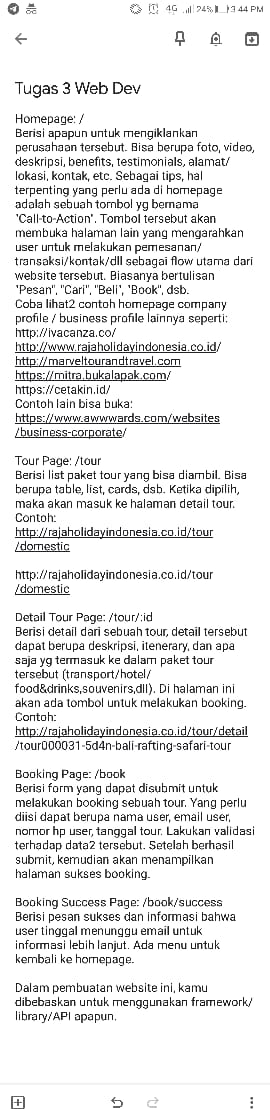 4G 24% 3:44 PM
Tugas 3 Web Dev
Homepage: /
Berisi apapun untuk mengiklankan
perusahaan tersebut. Bisa berupa foto, video,
deskripsi, benefits, testimonials, alamat/
lokasi, kontak, etc. Sebagai tips, hal
terpenting yang perlu ada di homepage
adalah sebuah tombol yg bernama
"Call-to-Action". Tombol tersebut akan
membuka halaman lain yang mengarahkan
user untuk melakukan pemesanan/
transaksi/kontak/dll sebagai flow utama dari
website tersebut. Biasanya bertulisan
"Pesan", "Cari", "Beli", "Book", dsb.
Coba lihat2 contoh homepage company
profile / business profile lainnya seperti:
http://ivacanza.co/
http://www.rajaholidayindonesia.co.id/
http://marveltourandtravel.com
https://mitra.bukalapak.com/
https://cetakin.id/
Contoh lain bisa buka:
https://www.awwwards.com/websites
/business-corporate/
Tour Page: /tour
Berisi list paket tour yang bisa diambil. Bisa
berupa table, list, cards, dsb. Ketika dipilih,
maka akan masuk ke halaman detail tour.
Contoh:
http://rajaholidayindonesia.co.id/tour
/domestic
http://rajaholidayindonesia.co.id/tour
/domestic
Detail Tour Page: /tour/:id
Berisi detail dari sebuah tour, detail tersebut
dapat berupa deskripsi, itenerary, dan apa
saja yg termasuk ke dalam paket tour
tersebut (transport/hotel/
food&drinks,souvenirs,dll). Di halaman ini
akan ada tombol untuk melakukan booking.
Contoh:
http://rajaholidayindonesia.co.id/tour/detail
/tour000031-5d4n-bali-rafting-safari-tour
Booking Page: /book
Berisi form yang dapat disubmit untuk
melakukan booking sebuah tour. Yang perlu
diisi dapat berupa nama user, email user,
nomor hp user, tanggal tour. Lakukan validasi
terhadap data2 tersebut. Setelah berhasil
submit, kemudian akan menampilkan
halaman sukses booking.
Booking Success Page: /book/success
Berisi pesan sukses dan informasi bahwa
user tinggal menunggu email untuk
informasi lebih lanjut. Ada menu untuk
kembali ke homepage.
Dalam pembuatan website ini, kamu
dibebaskan untuk menggunakan framework/
library/API apapun.